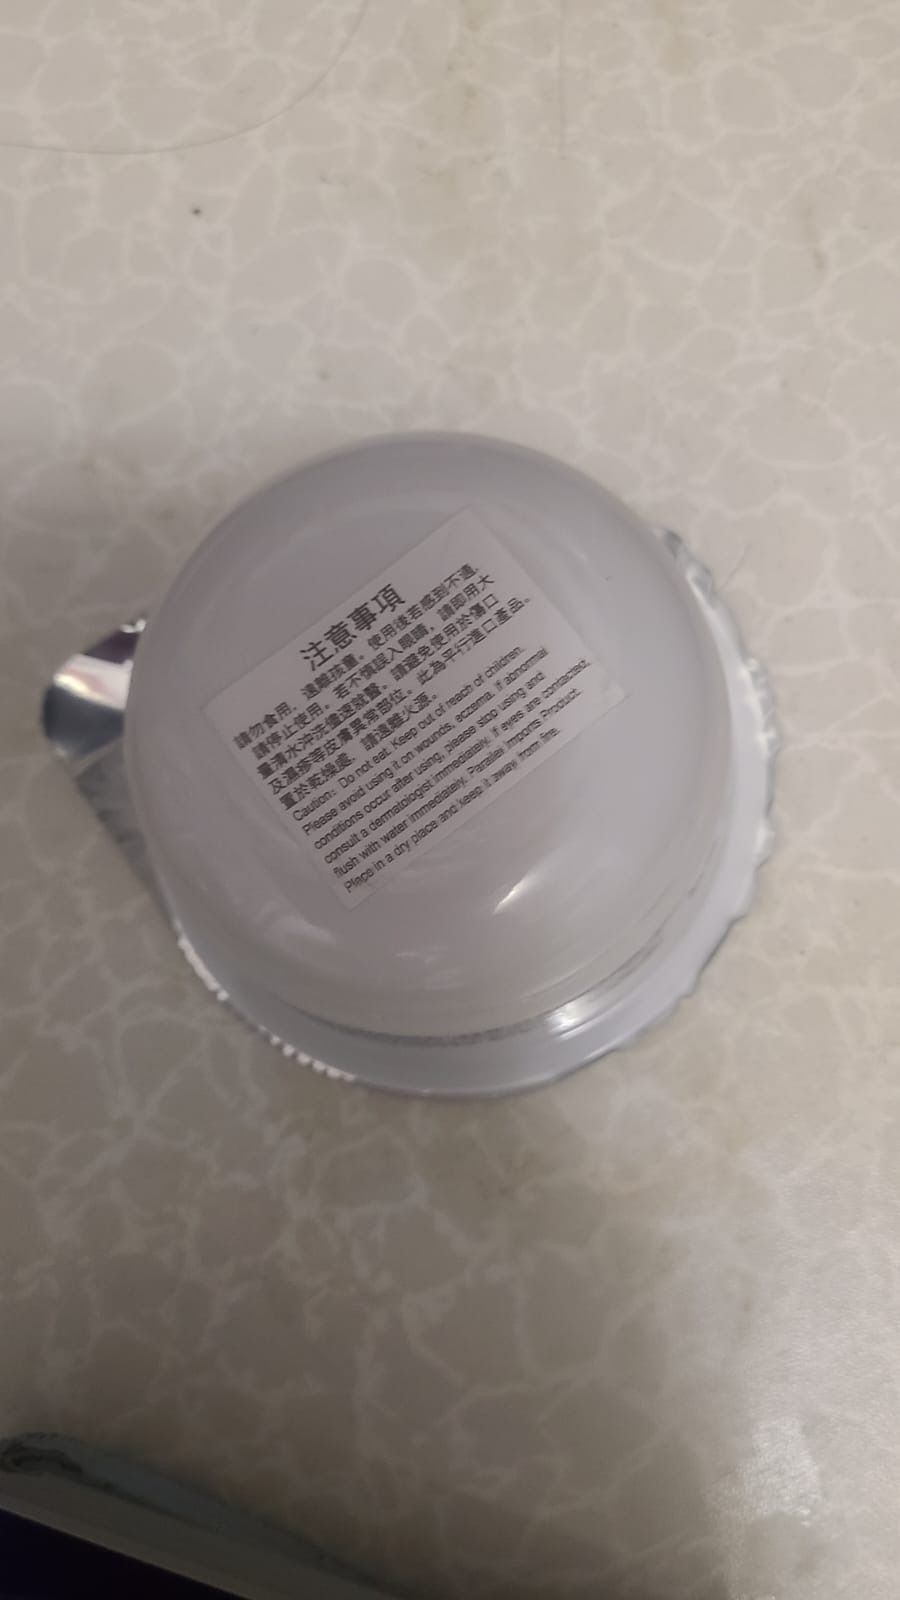 注意事項
請勿食用。遠離孩童。使用後若感到不適,
請停止使用。若不慎誤入眼睛,請即用大
量清水沖洗儘速就醫。請避免使用於傷口
及濕疹等皮膚異常部位。此為平行進口產品。
置於乾燥處,請遠離火源。
Caution: Do not eat. Keep out of reach of children.
Please avoid using it on wounds, eczema. If abnormal
conditions occur after using, please stop using and
consult a dermatologist immediately. If eyes are contacted,
flush with water immediately. Parallel Imports Product.
Place in a dry place and keep it away from fire.